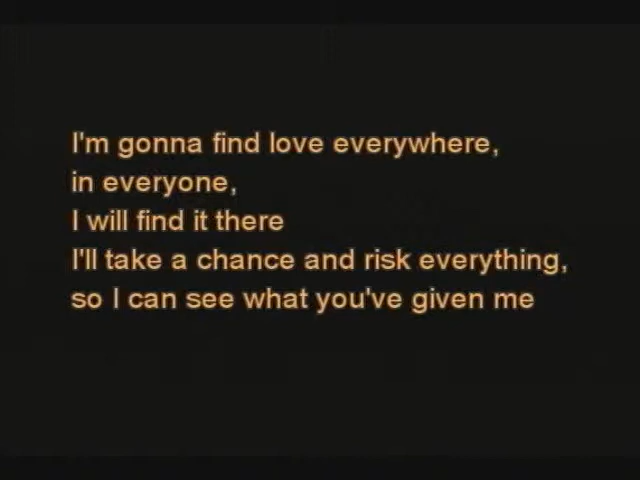 I'm gonna find love everywhere,
in everyone,
I will find it there
I'll take a chance and risk everything,
so I can see what you've given me